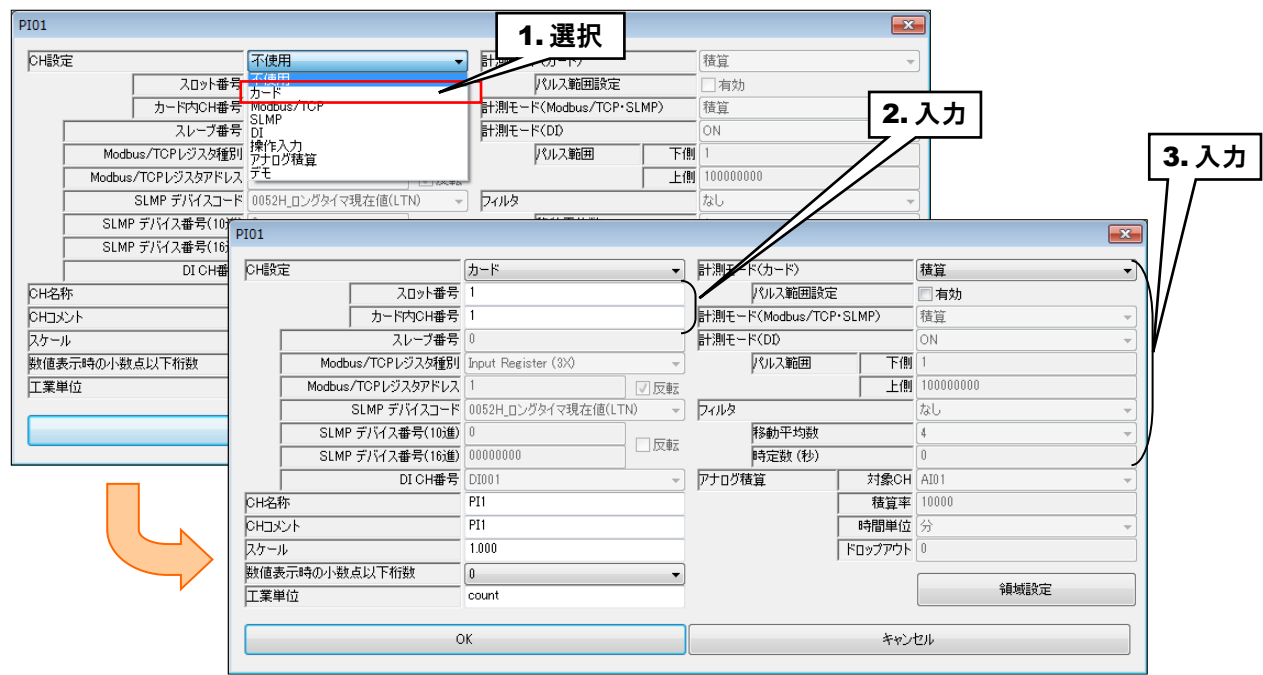 PI01
1. 選択
CH設定 不使用 積算
不使用
スロット番号 カード パルス範囲設定 有効
カード内CH番号 Modbus/TCP 計測モード(Modbus/TCP・SLMP) 積算
SLMP
スレーブ番号 DI 計測モード(DI) ON
操作入力
Modbus/TCPレジスタ種別 アナログ積算 パルス範囲 下側 1
デモ
Modbus/TCPレジスタアドレス 上側 100000000
SLMP デバイスコード 0052H_ロングタイマ現在値(LTN) フィルタ なし
SLMP デバイス番号(10進
SLMP デバイス番号(16進
DI CH番
CH名称
CHコメント
スケール
数値表示時の小数点以下桁数
工業単位
2. 入力
3. 入力
PI01
CH設定 カード 計測モード(カード) 積算
スロット番号 1 パルス範囲設定 有効
カード内CH番号 1 計測モード(Modbus/TCP・SLMP) 積算
スレーブ番号 0 計測モード(DI) ON
Modbus/TCPレジスタ種別 Input Register (3X) パルス範囲 下側 1
Modbus/TCPレジスタアドレス 1 反転 上側 100000000
SLMP デバイスコード 0052H_ロングタイマ現在値(LTN) フィルタ なし
SLMP デバイス番号(10進) 0 反転 移動平均数 4
SLMP デバイス番号(16進) 00000000 時定数 (秒) 0
DI CH番号 DI001 アナログ積算 対象CH AI01
CH名称 PI1 積算率 10000
CHコメント PI1 時間単位 分
スケール 1.000 ドロップアウト 0
数値表示時の小数点以下桁数 0 領域設定
工業単位 count
OK キャンセル